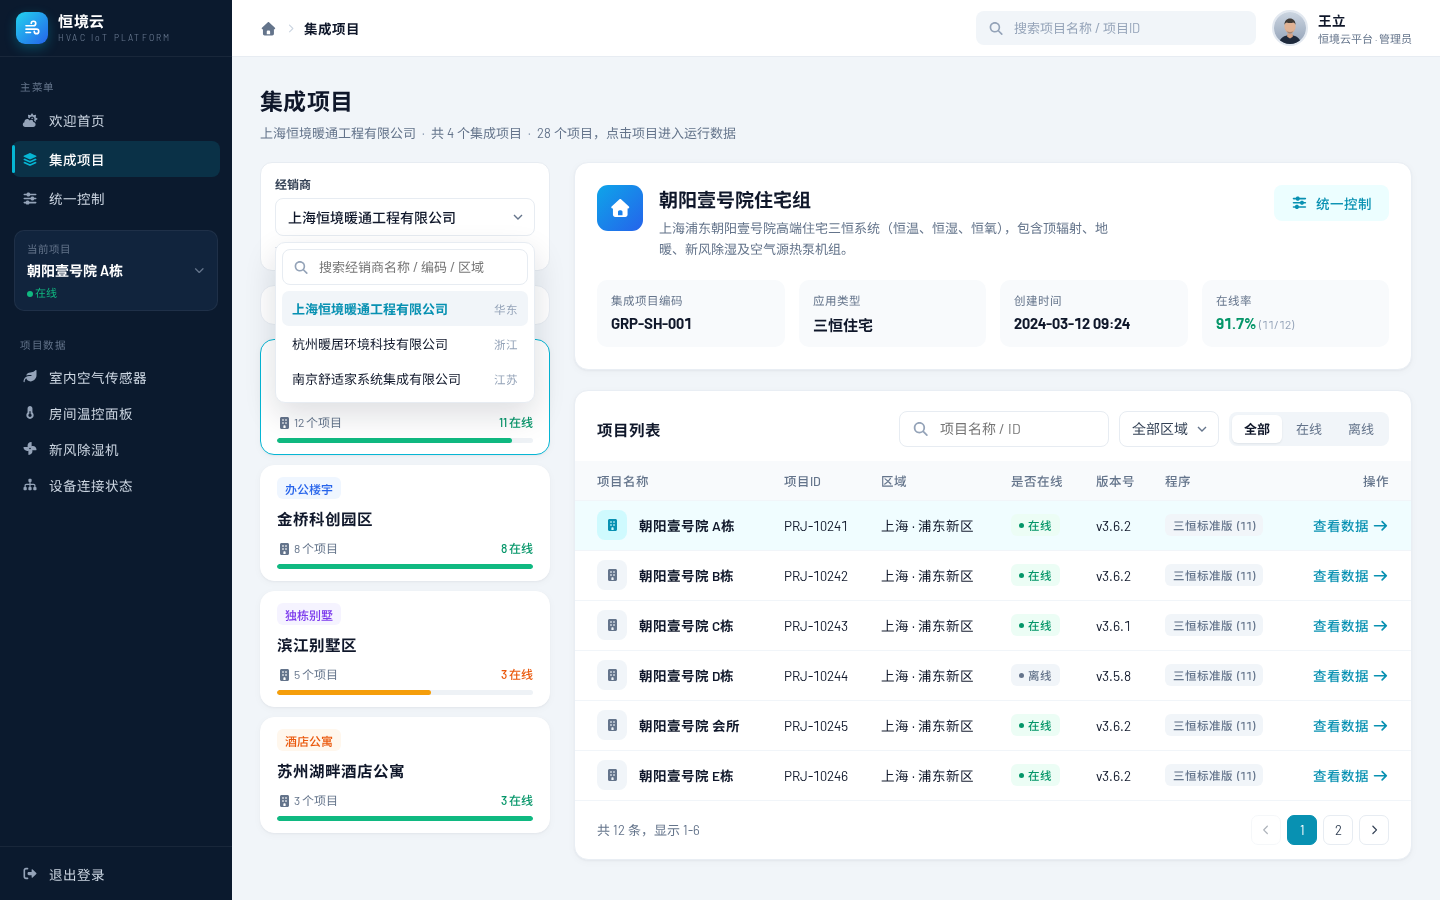 恒境云
HVAC IoT PLATFORM
主菜单
欢迎首页
集成项目
统一控制
当前项目
朝阳壹号院 A栋
在线
项目数据
室内空气传感器
房间温控面板
新风除湿机
设备连接状态
退出登录
集成项目
搜索项目名称 / 项目ID
王立
恒境云平台 · 管理员
集成项目
上海恒境暖通工程有限公司 · 共 4 个集成项目 · 28 个项目，点击项目进入运行数据
经销商
上海恒境暖通工程有限公司
搜索经销商名称 / 编码 / 区域
上海恒境暖通工程有限公司 华东
杭州暖居环境科技有限公司 浙江
南京舒适家系统集成有限公司 江苏
12 个项目 11 在线
办公楼宇
金桥科创园区
8 个项目 8 在线
独栋别墅
滨江别墅区
5 个项目 3 在线
酒店公寓
苏州湖畔酒店公寓
3 个项目 3 在线
朝阳壹号院住宅组
上海浦东朝阳壹号院高端住宅三恒系统（恒温、恒湿、恒氧），包含顶辐射、地
暖、新风除湿及空气源热泵机组。
统一控制
集成项目编码
GRP-SH-001
应用类型
三恒住宅
创建时间
2024-03-12 09:24
在线率
91.7% (11/12)
项目列表
项目名称 / ID
全部区域
全部 在线 离线
项目名称 项目ID 区域 是否在线 版本号 程序 操作
朝阳壹号院 A栋 PRJ-10241 上海 · 浦东新区 在线 v3.6.2 三恒标准版 (11) 查看数据
朝阳壹号院 B栋 PRJ-10242 上海 · 浦东新区 在线 v3.6.2 三恒标准版 (11) 查看数据
朝阳壹号院 C栋 PRJ-10243 上海 · 浦东新区 在线 v3.6.1 三恒标准版 (11) 查看数据
朝阳壹号院 D栋 PRJ-10244 上海 · 浦东新区 离线 v3.5.8 三恒标准版 (11) 查看数据
朝阳壹号院 会所 PRJ-10245 上海 · 浦东新区 在线 v3.6.2 三恒标准版 (11) 查看数据
朝阳壹号院 E栋 PRJ-10246 上海 · 浦东新区 在线 v3.6.2 三恒标准版 (11) 查看数据
共 12 条，显示 1-6
1 2